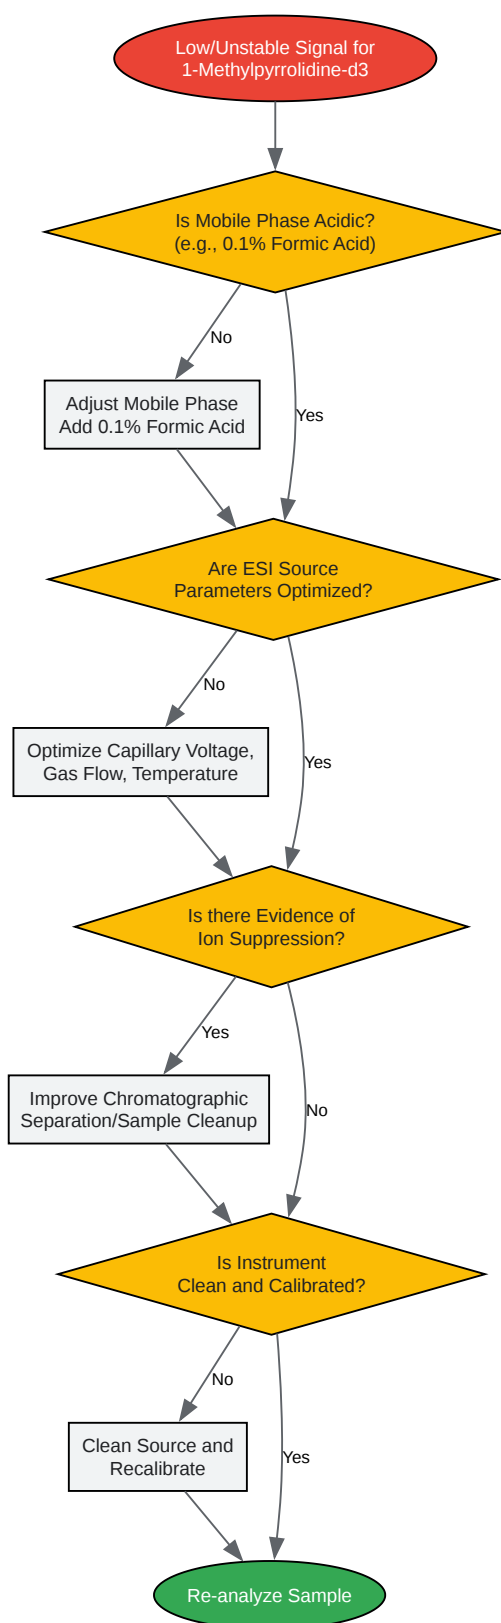 Low/Unstable Signal for
1-Methylpyrrolidine-d3
Is Mobile Phase Acidic?
(e.g., 0.1% Formic Acid)
No
Adjust Mobile Phase
Add 0.1% Formic Acid
Yes
Are ESI Source
Parameters Optimized?
No
Optimize Capillary Voltage,
Gas Flow, Temperature
Yes
Is there Evidence of
Ion Suppression?
Yes
Improve Chromatographic
Separation/Sample Cleanup
No
Is Instrument
Clean and Calibrated?
No
Clean Source and
Recalibrate
Yes
Re-analyze Sample